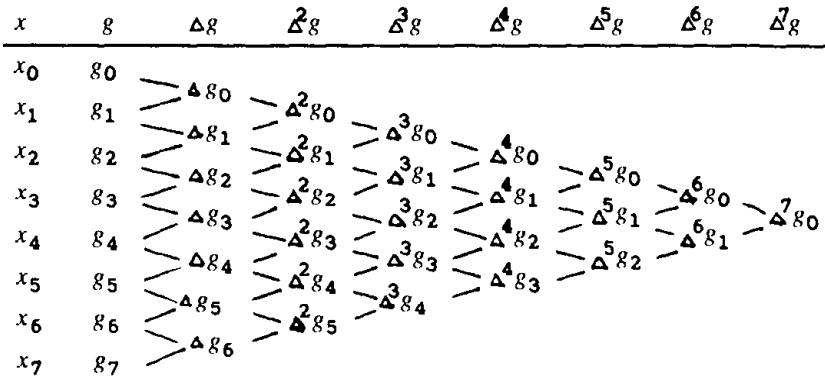 x g Δg Δ²g Δ³g Δ⁴g Δ⁵g Δ⁶g Δ⁷g
x₀ g₀
Δg₀
x₁ g₁ Δ²g₀
Δg₁ Δ³g₀
x₂ g₂ Δ²g₁ Δ⁴g₀
Δg₂ Δ³g₁ Δ⁵g₀
x₃ g₃ Δ²g₂ Δ⁴g₁ Δ⁶g₀
Δg₃ Δ³g₂ Δ⁵g₁ Δ⁷g₀
x₄ g₄ Δ²g₃ Δ⁴g₂ Δ⁶g₁
Δg₄ Δ³g₃ Δ⁵g₂
x₅ g₅ Δ²g₄ Δ⁴g₃
Δg₅ Δ³g₄
x₆ g₆ Δ²g₅
Δg₆
x₇ g₇